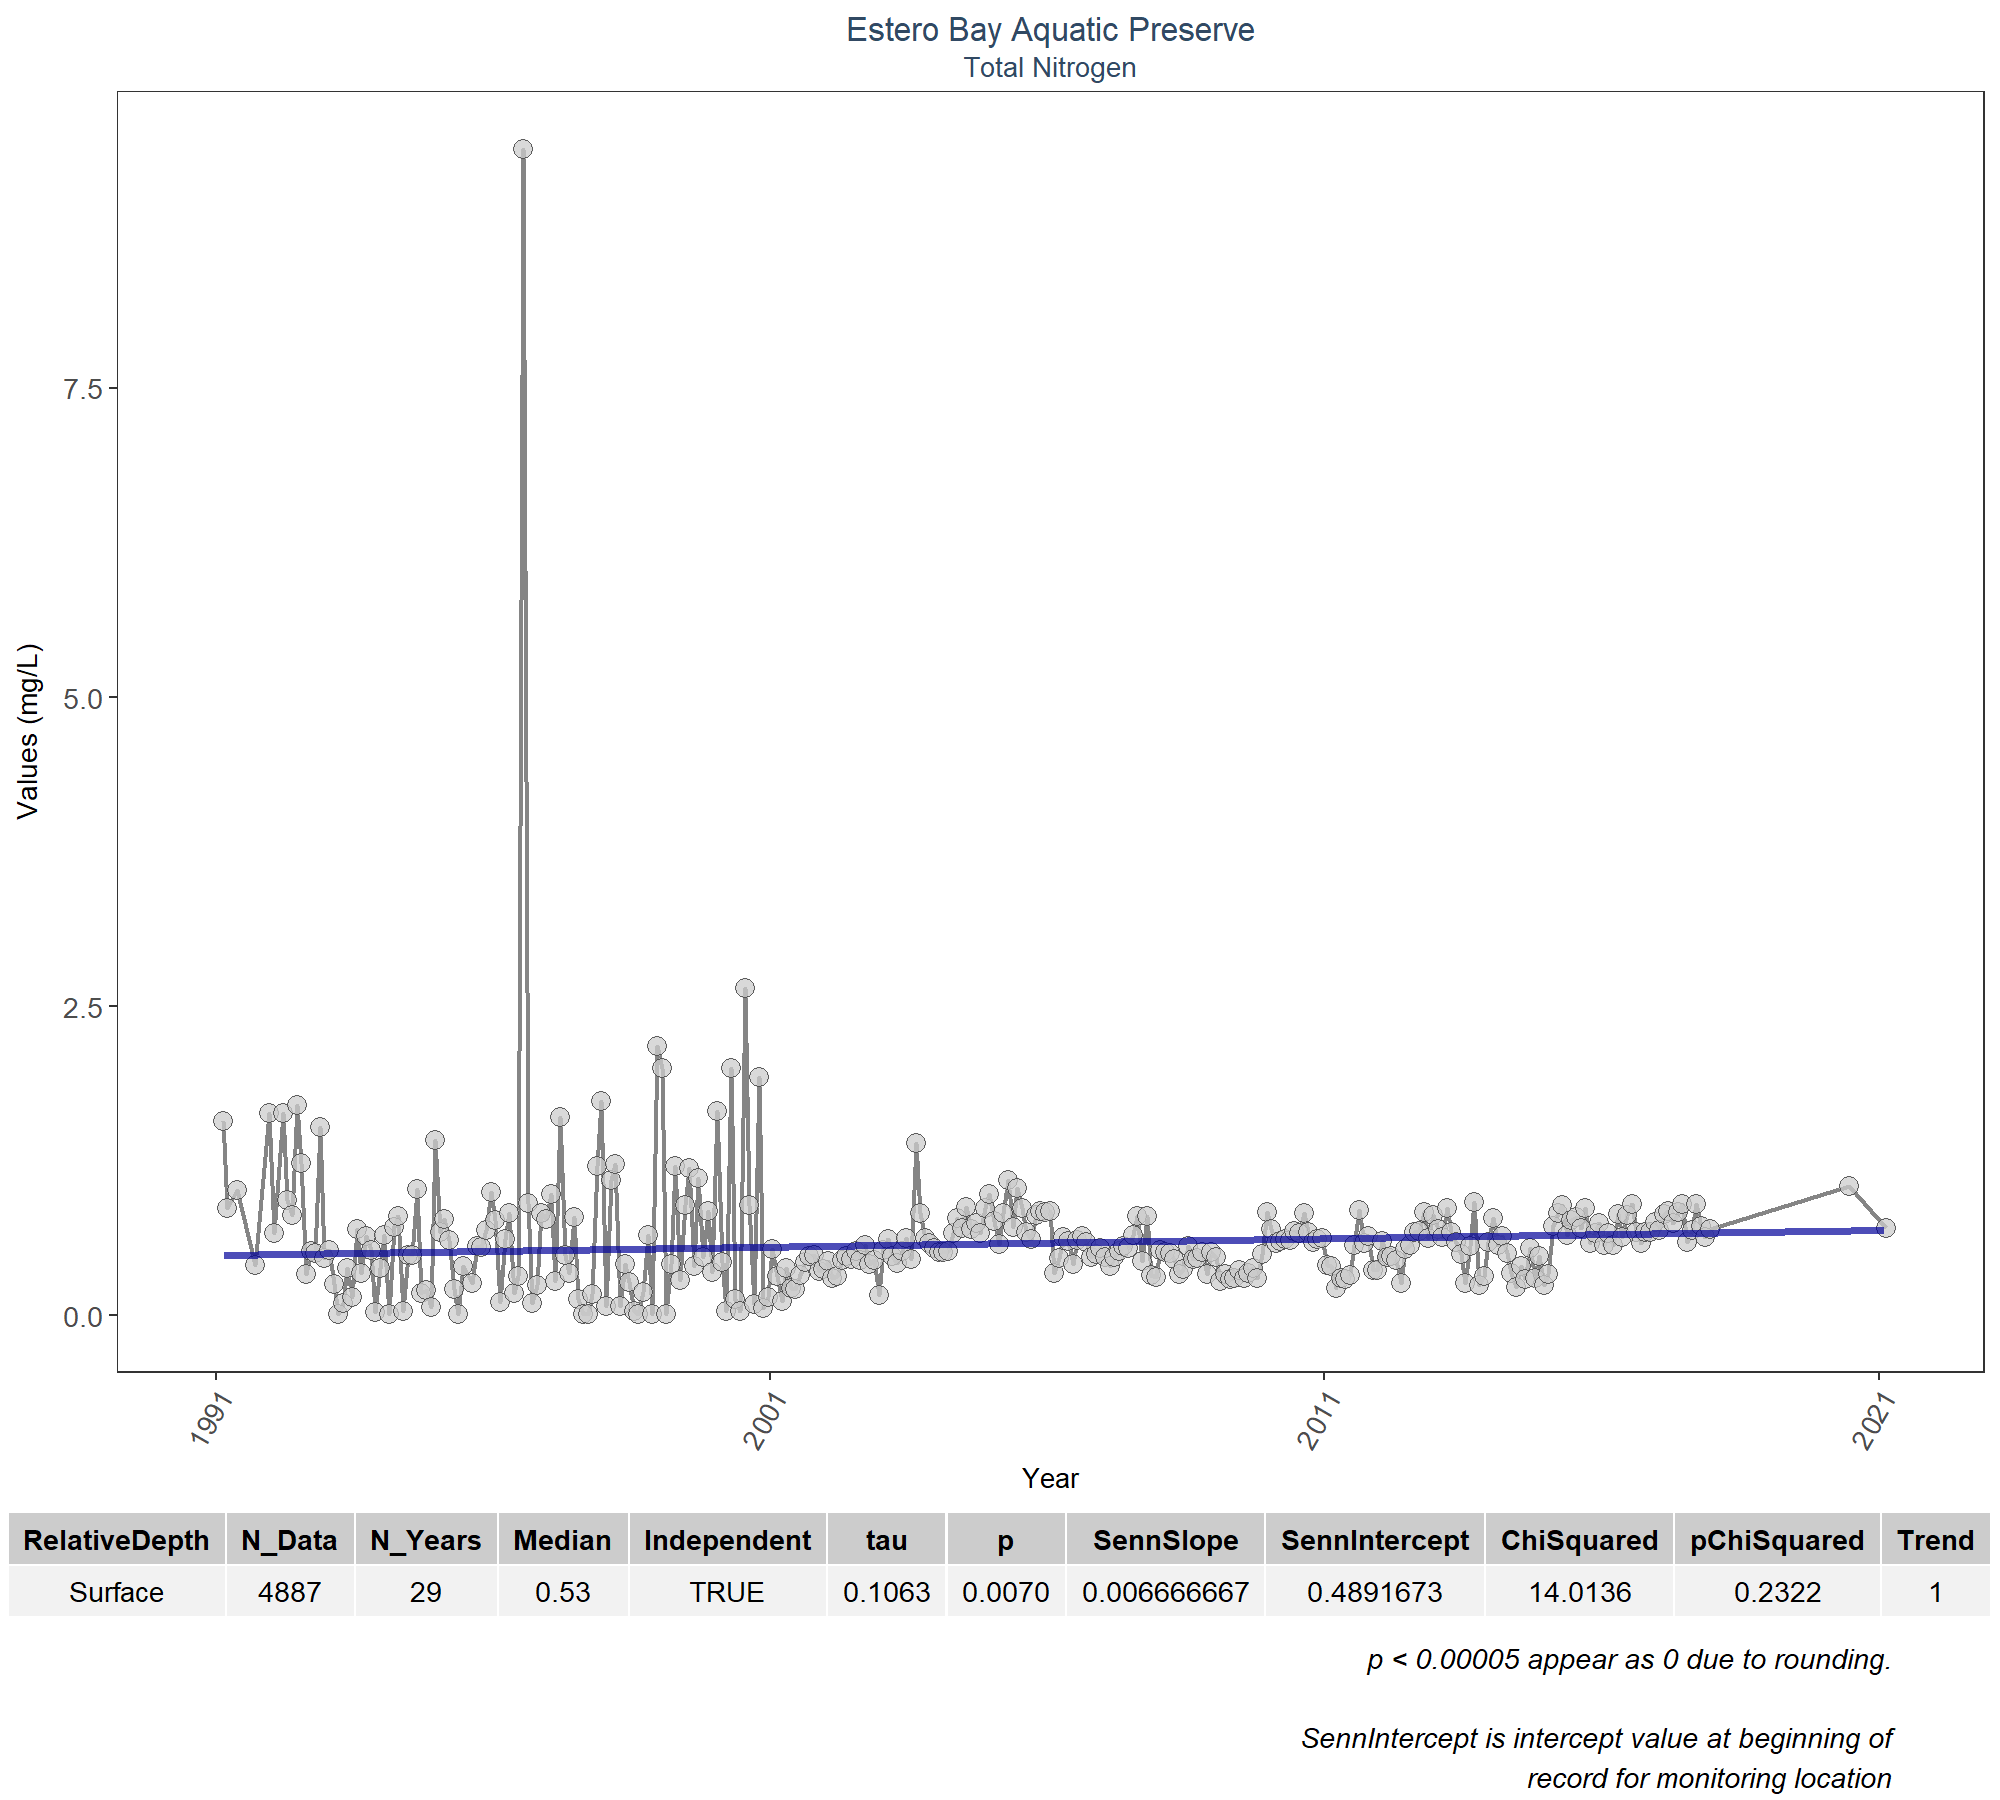 Estero Bay Aquatic Preserve
Total Nitrogen
Values (mg/L)
7.5
5.0
2.5
0.0
1991 2001 2011 2021
Year
RelativeDepth N_Data N_Years Median Independent tau p SennSlope SennIntercept ChiSquared pChiSquared Trend
Surface 4887 29 0.53 TRUE 0.1063 0.0070 0.006666667 0.4891673 14.0136 0.2322 1
p < 0.00005 appear as 0 due to rounding.
SennIntercept is intercept value at beginning of
record for monitoring location